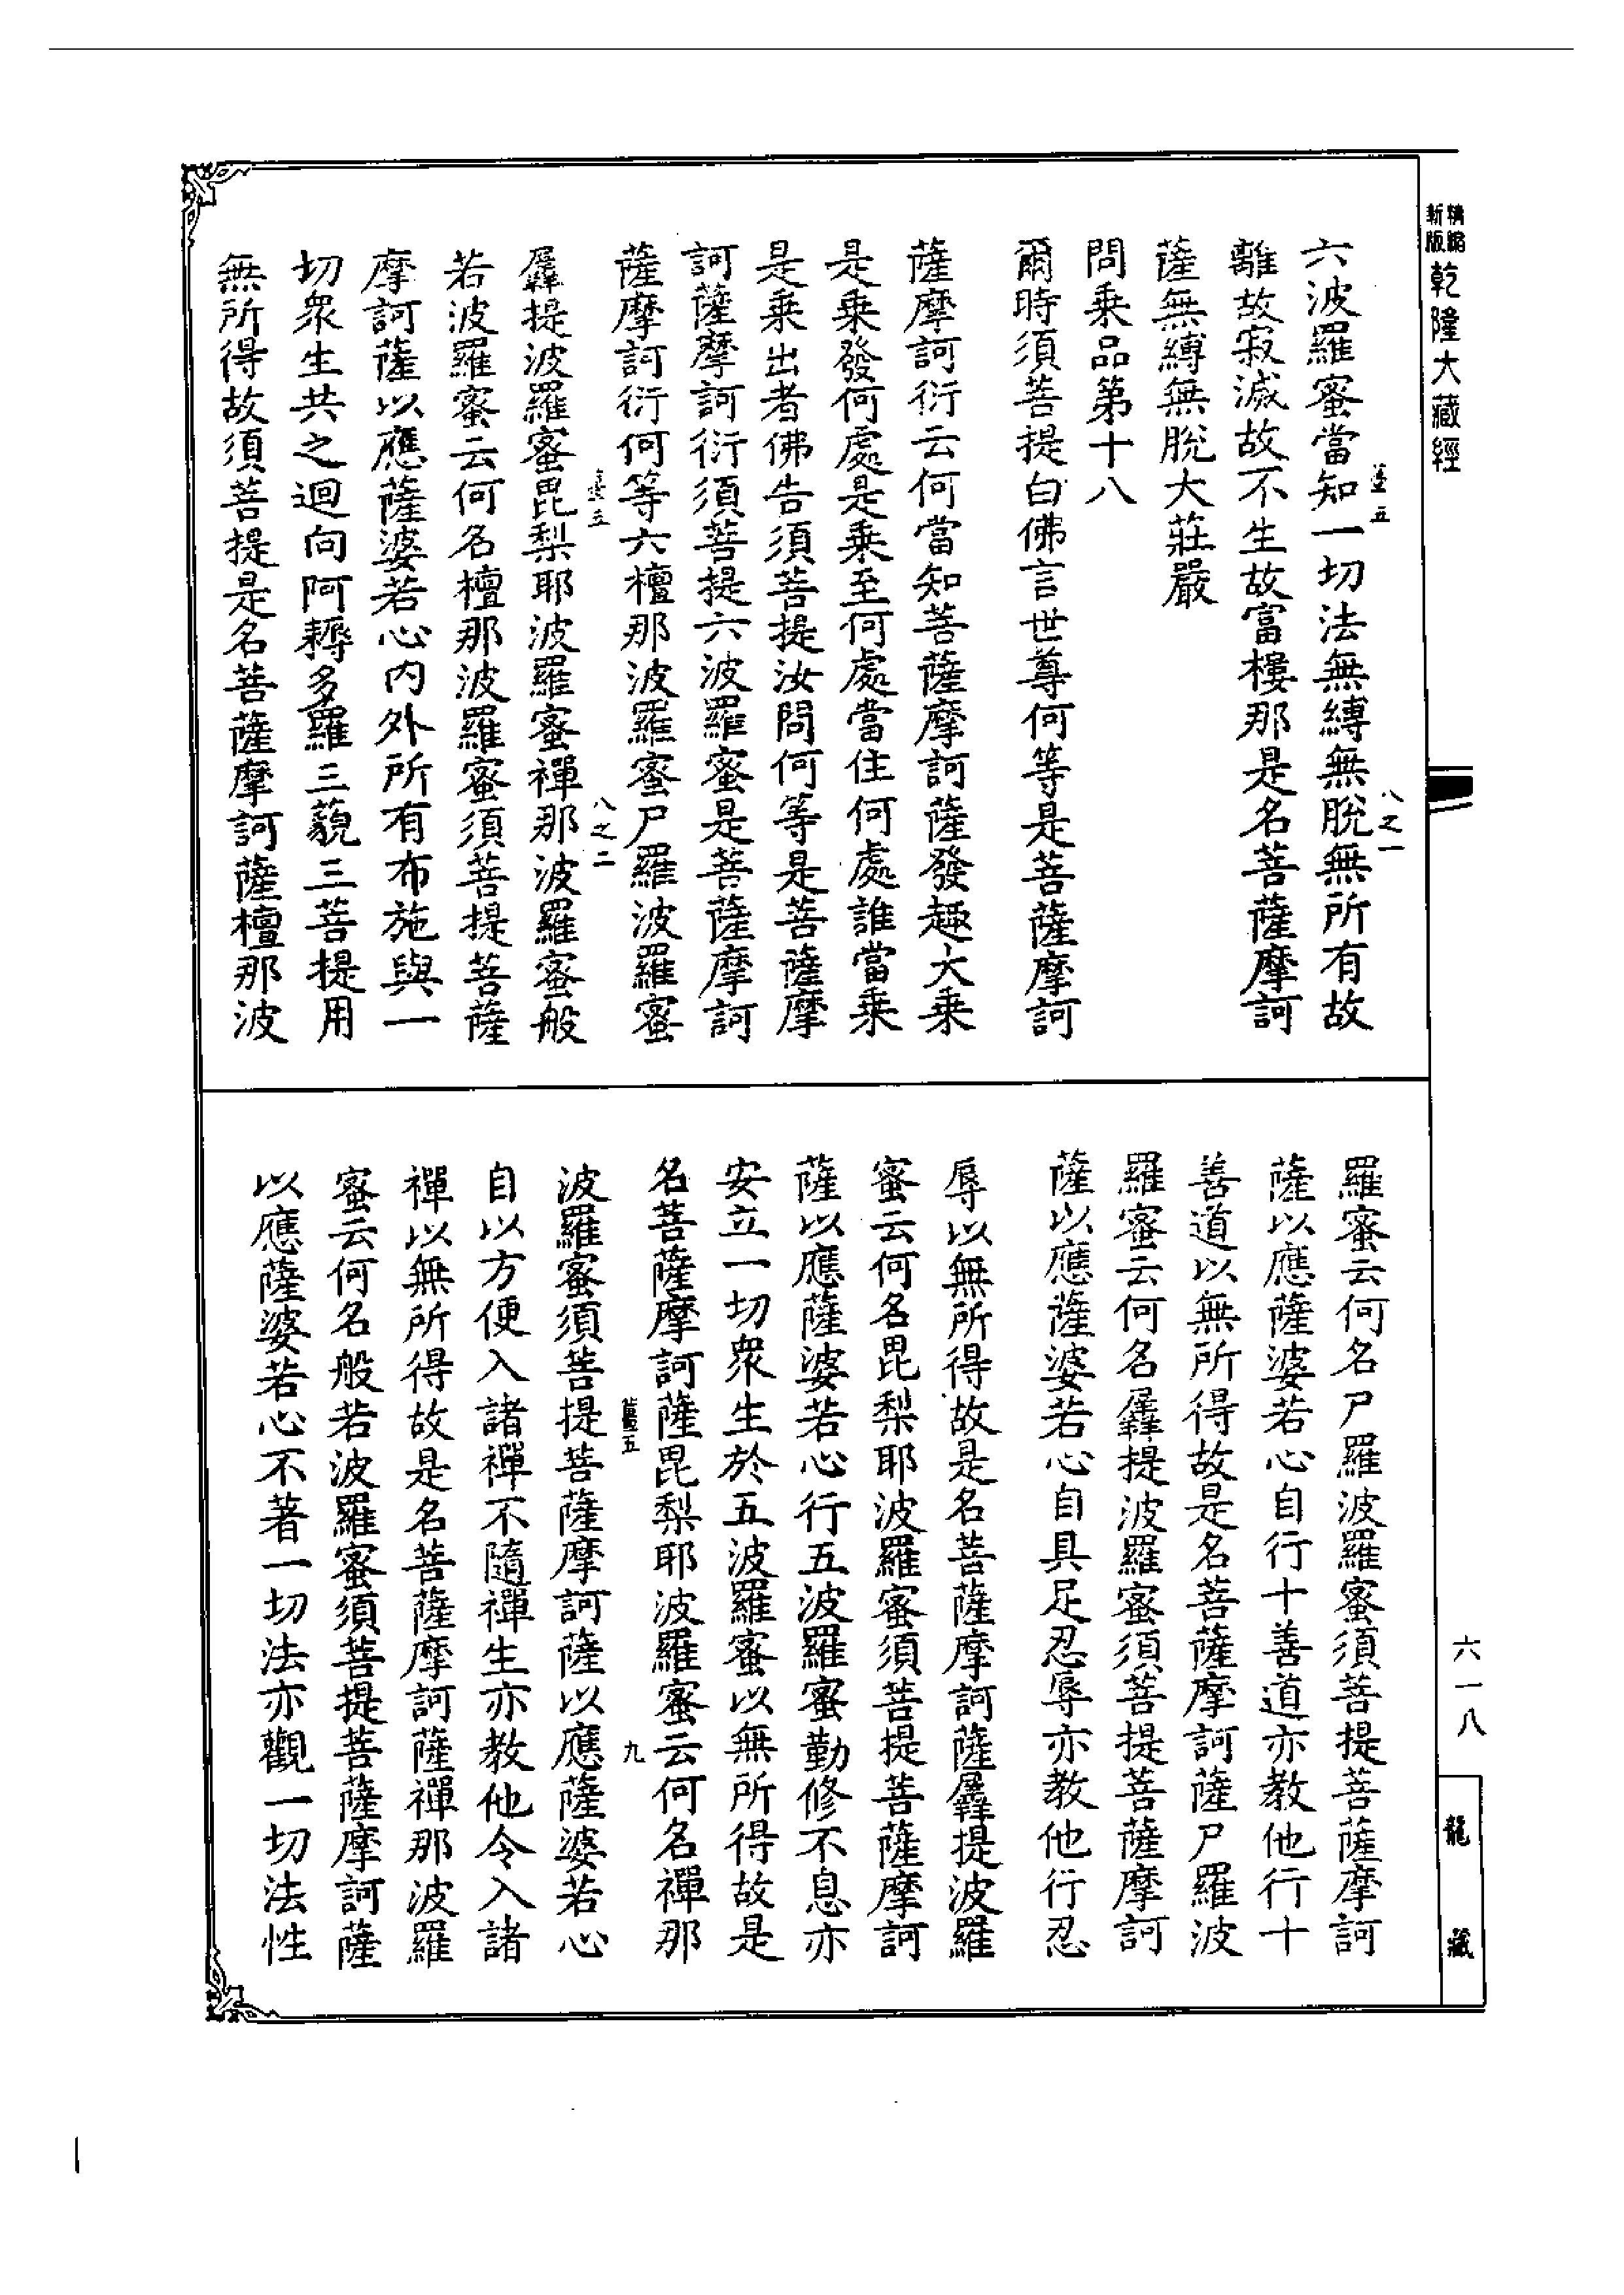 精縮新版乾隆大藏經
六波羅蜜當知一切法無縛無脫無所有故
離故寂滅故不生故富樓那是名菩薩摩訶
薩無縛無脫大莊嚴
問乘品第十八
爾時須菩提白佛言世尊何等是菩薩摩訶
薩摩訶衍云何當知菩薩摩訶薩發趣大乘
是乘發何處是乘至何處當住何處誰當乘
是乘出者佛告須菩提汝問何等是菩薩摩
訶薩摩訶衍須菩提六波羅蜜是菩薩摩訶
薩摩訶衍何等六檀那波羅蜜尸羅波羅蜜
八之二
羼提波羅蜜毘梨耶波羅蜜禪那波羅蜜般
若波羅蜜云何名檀那波羅蜜須菩提菩薩
摩訶薩以應薩婆若心內外所有布施與一
切眾生共之迴向阿耨多羅三藐三菩提用
無所得故須菩提是名菩薩摩訶薩檀那波
八之一
羅蜜云何名尸羅波羅蜜須菩提菩薩摩訶
薩以應薩婆若心自行十善道亦教他行十
善道以無所得故是名菩薩摩訶薩尸羅波
羅蜜云何名羼提波羅蜜須菩提菩薩摩訶
薩以應薩婆若心自具足忍辱亦教他行忍
辱以無所得故是名菩薩摩訶薩羼提波羅
蜜云何名毘梨耶波羅蜜須菩提菩薩摩訶
薩以應薩婆若心行五波羅蜜勤修不息亦
安立一切眾生於五波羅蜜以無所得故是
名菩薩摩訶薩毘梨耶波羅蜜云何名禪那
九
波羅蜜須菩提菩薩摩訶薩以應薩婆若心
自以方便入諸禪不隨禪生亦教他令入諸
禪以無所得故是名菩薩摩訶薩禪那波羅
蜜云何名般若波羅蜜須菩提菩薩摩訶薩
以應薩婆若心不著一切法亦觀一切法性
六一八
龍藏